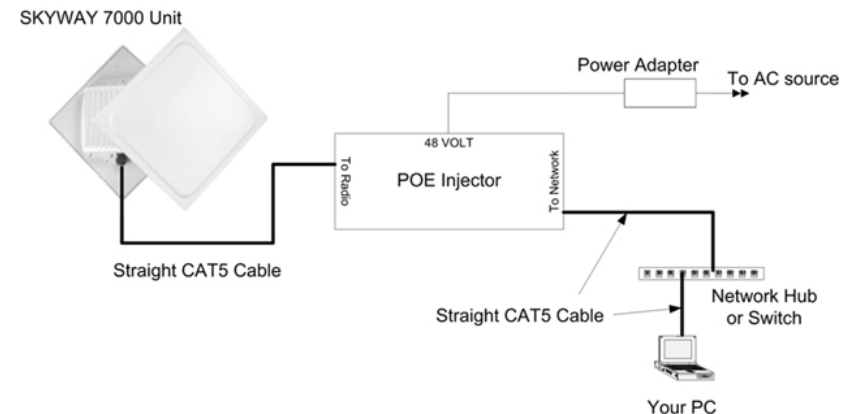 SKYWAY 7000 Unit
Power Adapter
To AC source
48 VOLT
To Radio
POE Injector
To Network
Straight CAT5 Cable
Straight CAT5 Cable
Network Hub
or Switch
Your PC